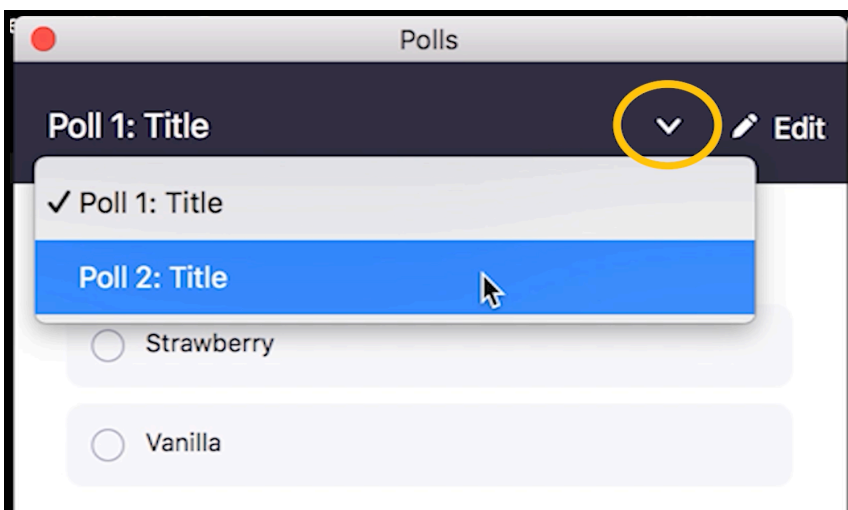 Polls
Poll 1: Title
Edit
✓ Poll 1: Title
Poll 2: Title
Strawberry
Vanilla